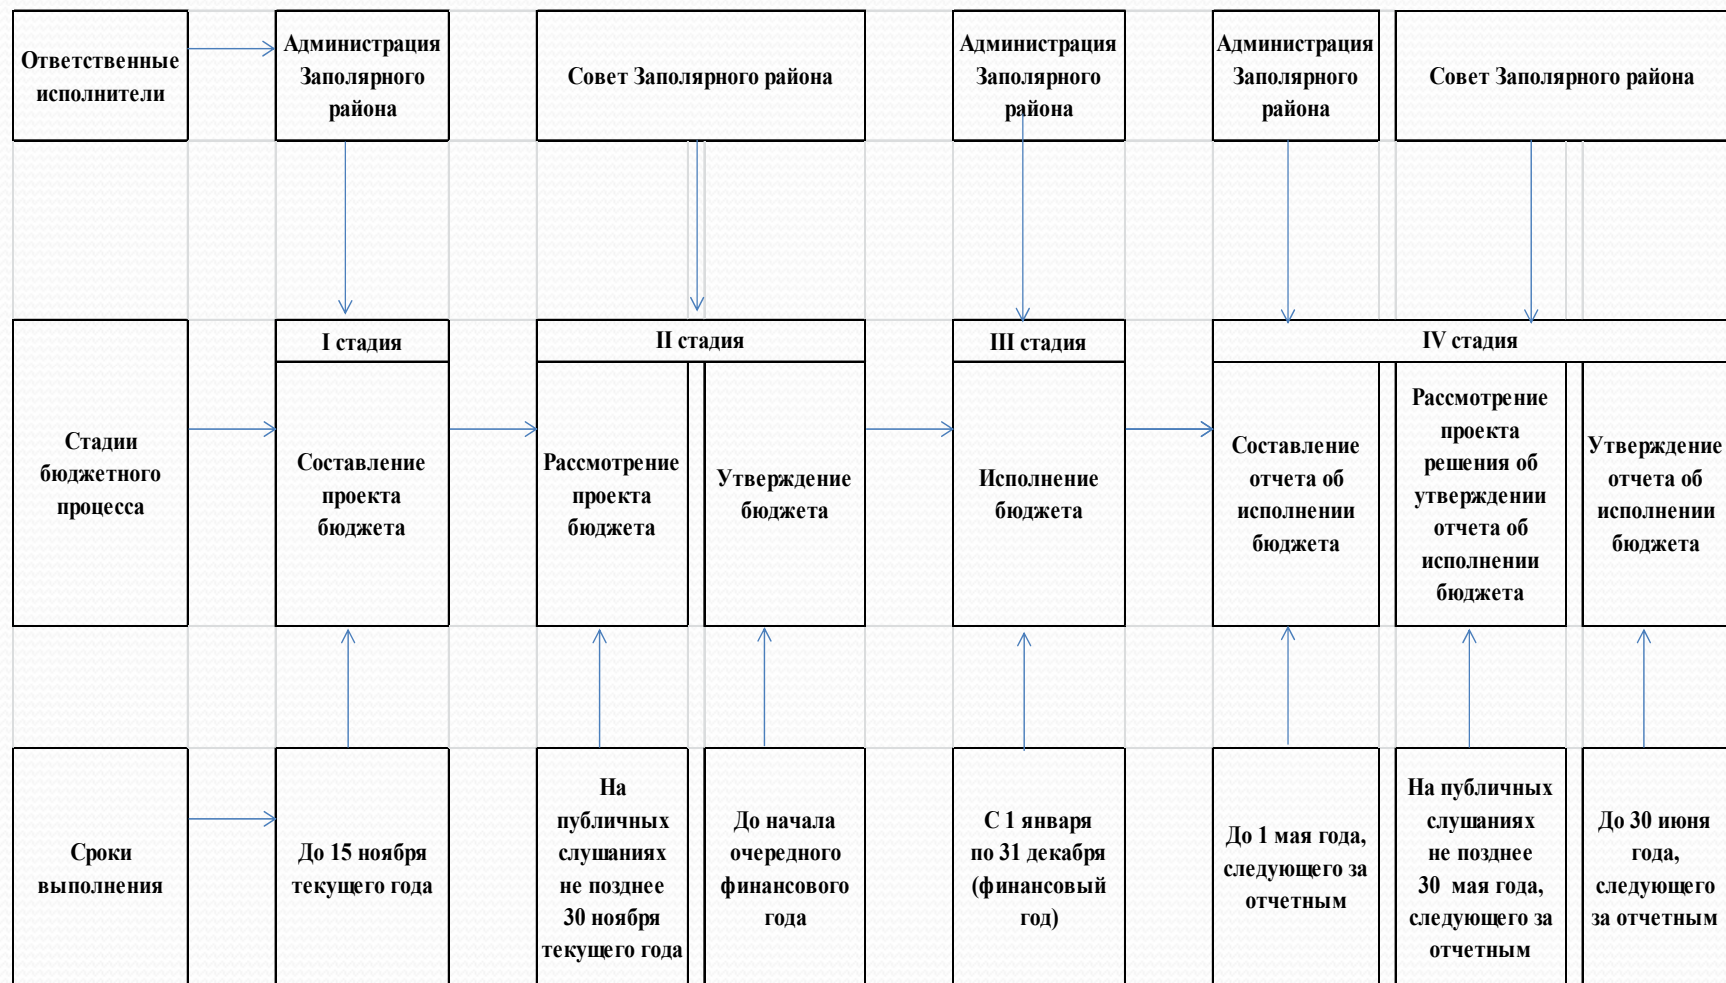 Ответственные
исполнители
Администрация
Заполярного
района
Совет Заполярного района
Администрация
Заполярного
района
Администрация
Заполярного
района
Совет Заполярного района
Стадии
бюджетного
процесса
I стадия
Составление
проекта
бюджета
II стадия
Рассмотрение
проекта
бюджета
Утверждение
бюджета
III стадия
Исполнение
бюджета
IV стадия
Составление
отчета об
исполнении
бюджета
Рассмотрение
проекта
решения об
утверждении
отчета об
исполнении
бюджета
Утверждение
отчета об
исполнении
бюджета
Сроки
выполнения
До 15 ноября
текущего года
На
публичных
слушаниях
не позднее
30 ноября
текущего года
До начала
очередного
финансового
года
С 1 января
по 31 декабря
(финансовый
год)
До 1 мая года,
следующего за
отчетным
На публичных
слушаниях
не позднее
30 мая года,
следующего за
отчетным
До 30 июня
года,
следующего
за отчетным